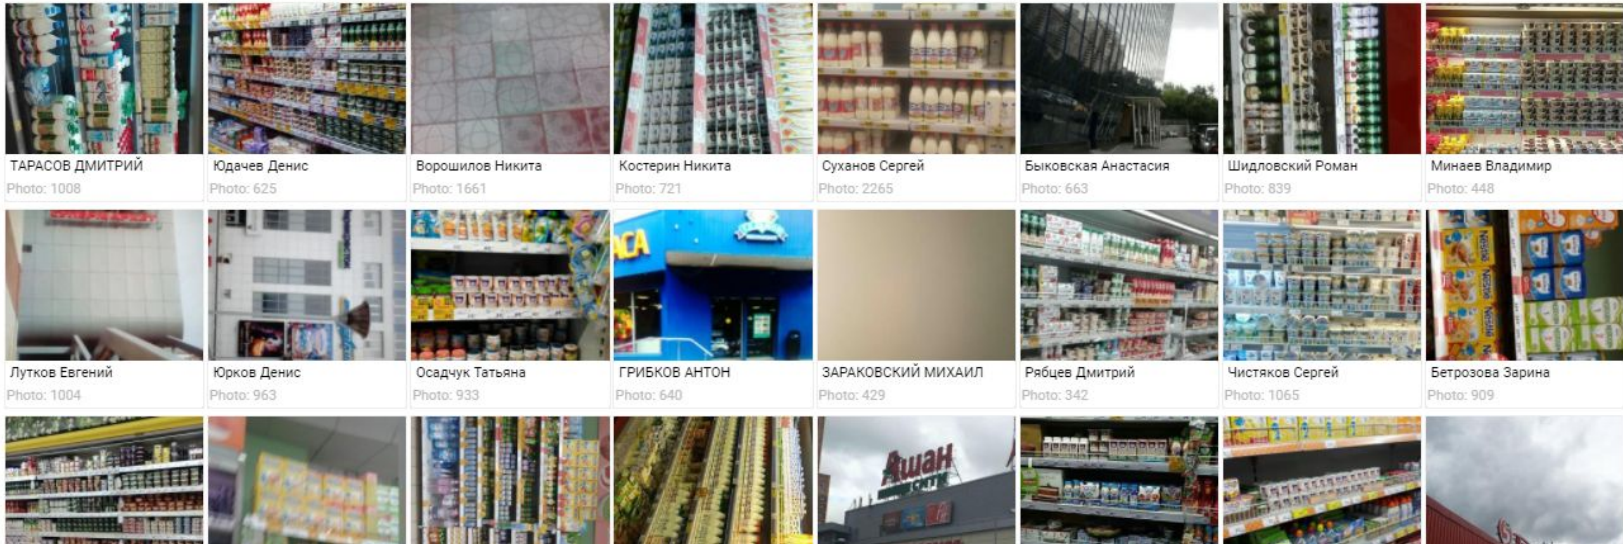 ТАРАСОВ ДМИТРИЙ
Photo: 1008
Юдачев Денис
Photo: 625
Ворошилов Никита
Photo: 1661
Костерин Никита
Photo: 721
Суханов Сергей
Photo: 2265
Быковская Анастасия
Photo: 663
Шидловский Роман
Photo: 839
Минаев Владимир
Photo: 448
АСА
Nestle
Лутков Евгений
Photo: 1004
Юрков Денис
Photo: 963
Осадчук Татьяна
Photo: 933
ГРИБКОВ АНТОН
Photo: 640
ЗАРАКОВСКИЙ МИХАИЛ
Photo: 429
Рябцев Дмитрий
Photo: 342
Чистяков Сергей
Photo: 1065
Бетрозова Зарина
Photo: 909
Ашан